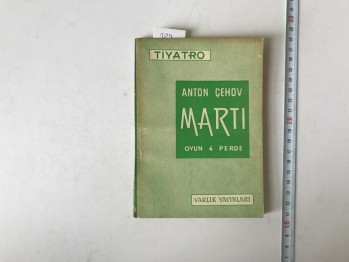 TİYATRO
ANTON ÇEHOV
MARTI
OYUN 4 PERDE
VARLIK YAYINLARI